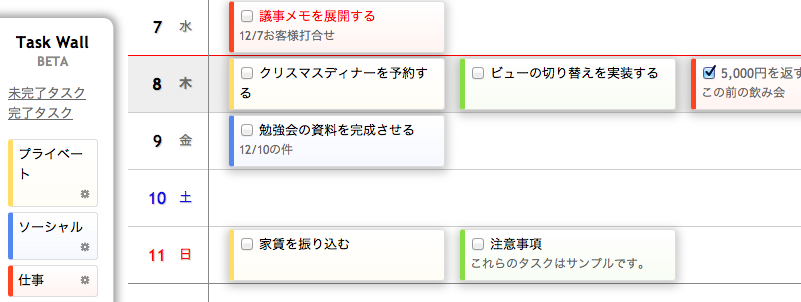 Task Wall
BETA
未完了タスク
完了タスク
プライベー
ト
ソーシャル
仕事
7 水
議事メモを展開する
12/7お客様打合せ
8 木
クリスマスディナーを予約す
る
ビューの切り替えを実装する
5,000円を返す
この前の飲み会
9 金
勉強会の資料を完成させる
12/10の件
10 土
11 日
家賃を振り込む
注意事項
これらのタスクはサンプルです。